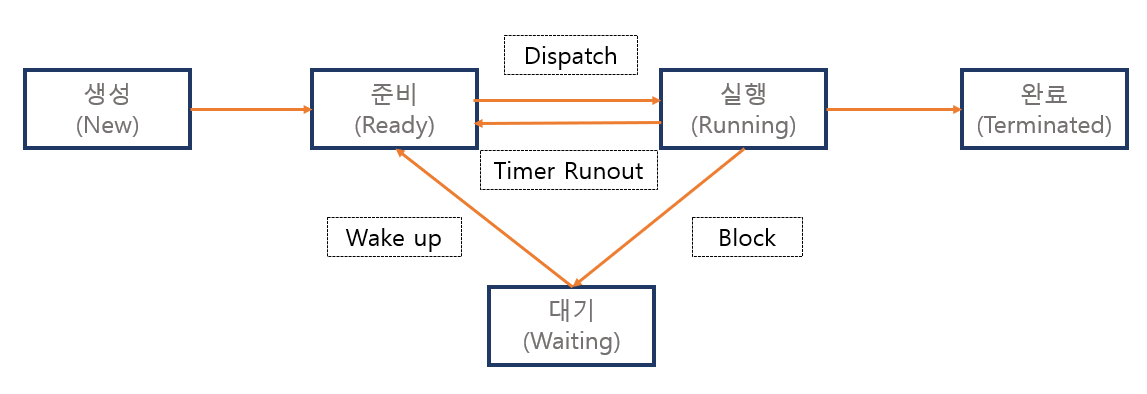 Dispatch
생성
(New)
준비
(Ready)
실행
(Running)
완료
(Terminated)
Timer Runout
Wake up
Block
대기
(Waiting)